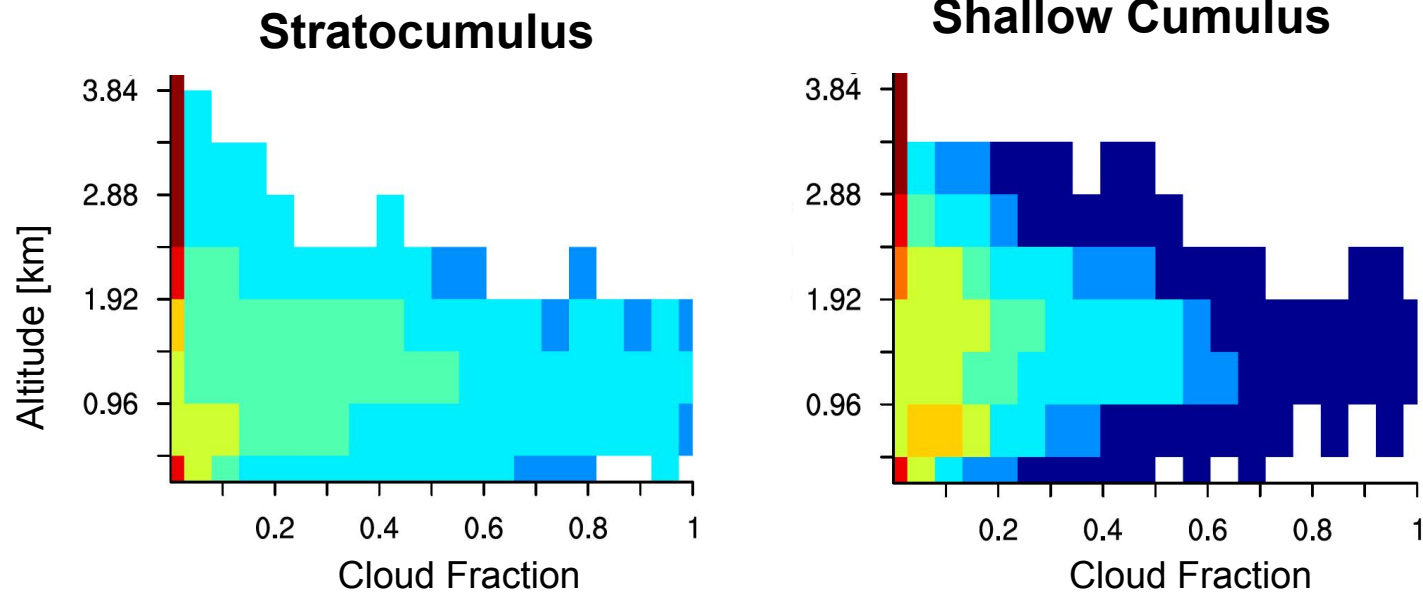 Stratocumulus
Shallow Cumulus
Altitude [km]
3.84
2.88
1.92
0.96
0.2 0.4 0.6 0.8 1
Cloud Fraction
3.84
2.88
1.92
0.96
0.2 0.4 0.6 0.8 1
Cloud Fraction